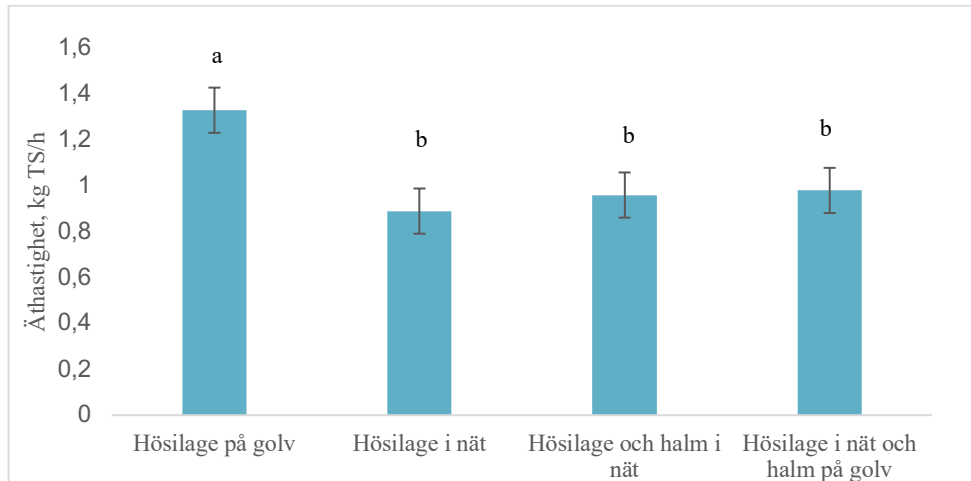 Äthastighet, kg TS/h
1,6
1,4
1,2
1
0,8
0,6
0,4
0,2
0
a
b
b
b
Hösilage på golv
Hösilage i nät
Hösilage och halm i
nät
Hösilage i nät och
halm på golv